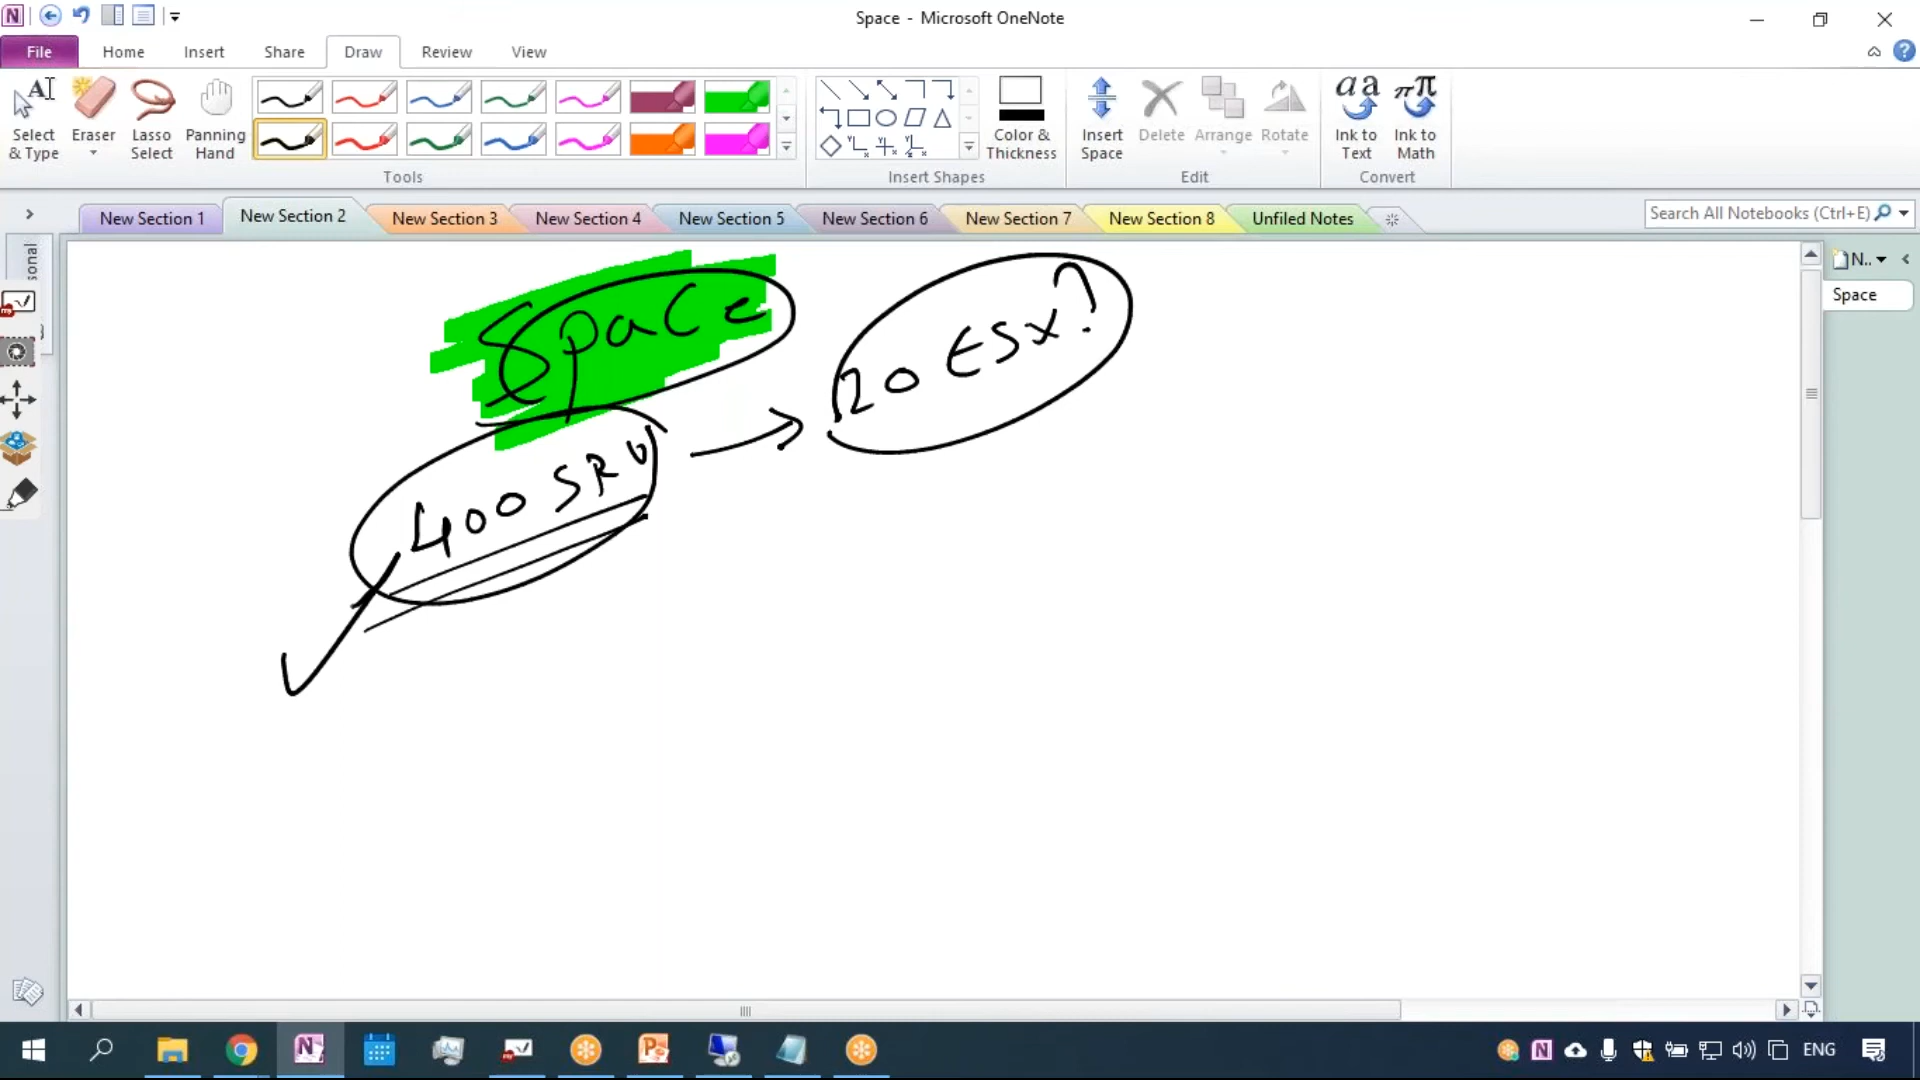 Space - Microsoft OneNote
File Home Insert Share Draw Review View
Select & Type
Eraser
Lasso Select
Panning Hand
Color & Thickness
Insert Space
Delete
Arrange
Rotate
Ink to Text
Ink to Math
Tools
Insert Shapes
Edit
Convert
New Section 1 New Section 2 New Section 3 New Section 4 New Section 5 New Section 6 New Section 7 New Section 8 Unfiled Notes
Search All Notebooks (Ctrl+E)
sonal
N..
Space
Space
20 ESX?
400 SRV
ENG